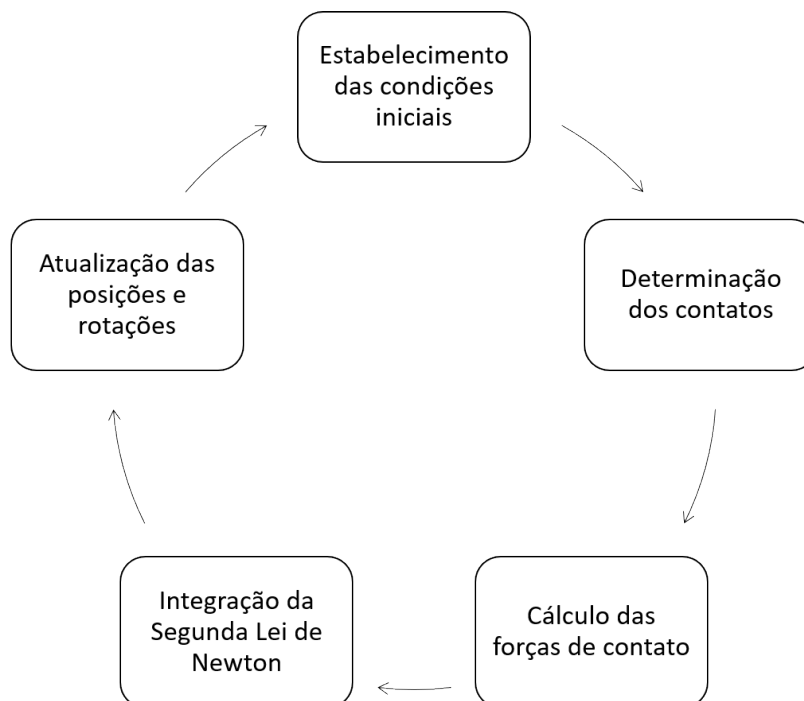 Estabelecimento
das condições
iniciais
Determinação
dos contatos
Cálculo das
forças de contato
Integração da
Segunda Lei de
Newton
Atualização das
posições e
rotações